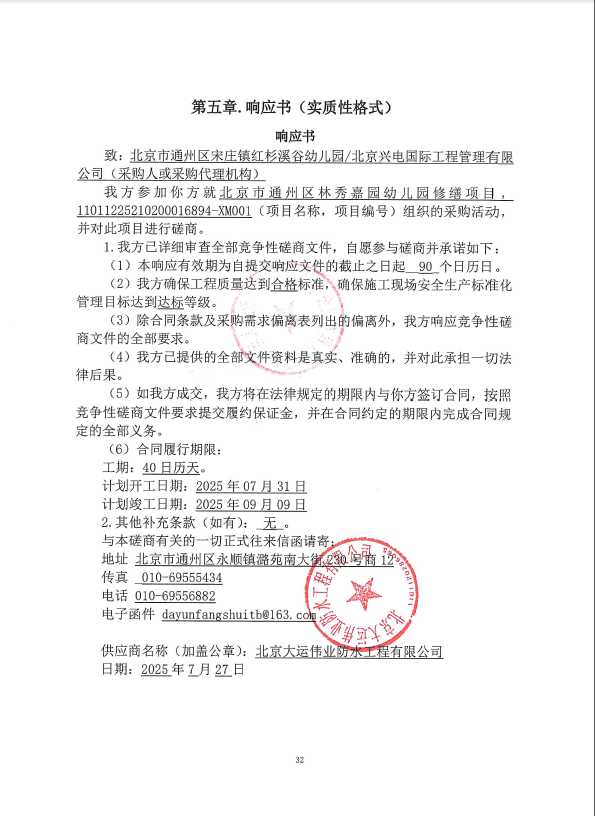 第五章.响应书（实质性格式）
响应书
致：北京市通州区宋庄镇红杉溪谷幼儿园/北京兴电国际工程管理有限
公司（采购人或采购代理机构）
我方参加你方就北京市通州区林秀嘉园幼儿园修缮项目，
11011225210200016894-XM001（项目名称，项目编号）组织的采购活动，
并对此项目进行磋商。
1.我方已详细审查全部竞争性磋商文件，自愿参与磋商并承诺如下：
（1）本响应有效期为自提交响应文件的截止之日起 90 个日历日。
（2）我方确保工程质量达到合格标准，确保施工现场安全生产标准化
管理目标达到达标等级。
（3）除合同条款及采购需求偏离表列出的偏离外，我方响应竞争性磋
商文件的全部要求。
（4）我方已提供的全部文件资料是真实、准确的，并对此承担一切法
律后果。
（5）如我方成交，我方将在法律规定的期限内与你方签订合同，按照
竞争性磋商文件要求提交履约保证金，并在合同约定的期限内完成合同规
定的全部义务。
（6）合同履行期限：
工期：40日历天。
计划开工日期：2025年07月31日
计划竣工日期：2025年09月09日
2.其他补充条款（如有）： 无 。
与本磋商有关的一切正式往来信函请寄：
地址 北京市通州区永顺镇潞苑南大街230号商12
传真 010-69555434
电话 010-69556882
电子函件 dayunfangshuitb@163.com
北京大运伟业防水工程有限公司
供应商名称（加盖公章）：北京大运伟业防水工程有限公司
日期：2025年7月27日
32